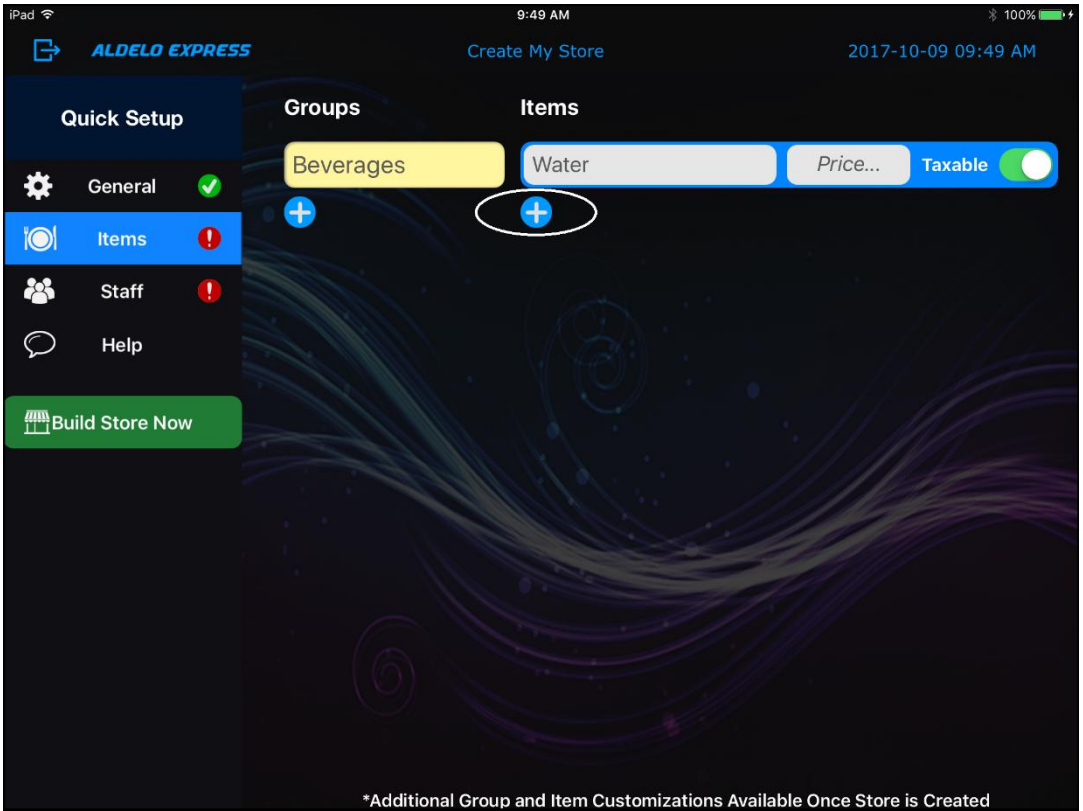 iPad 9:49 AM 100%
ALDELO EXPRESS Create My Store 2017-10-09 09:49 AM
Quick Setup
General
Items
Staff
Help
Build Store Now
Groups Items
Beverages Water Price... Taxable
*Additional Group and Item Customizations Available Once Store is Created